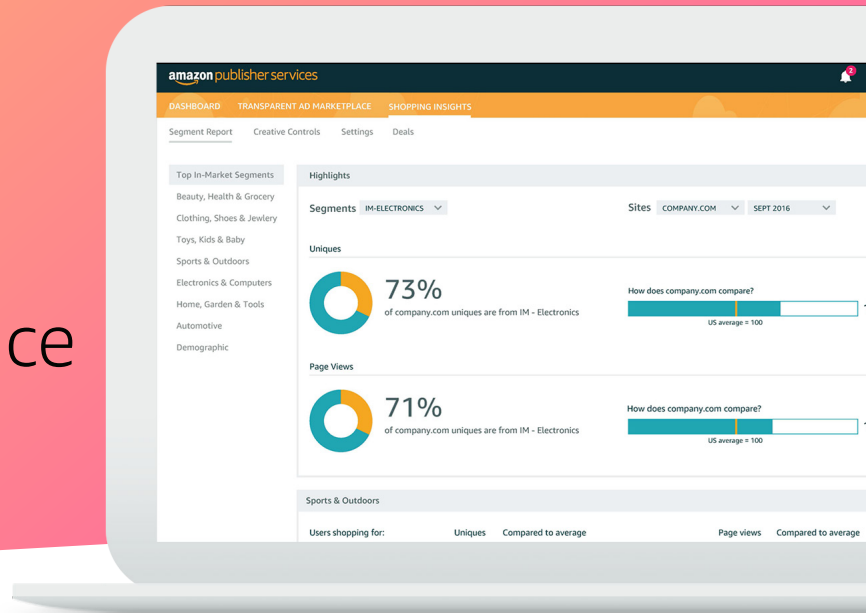 amazon publisher services
2
DASHBOARD TRANSPARENT AD MARKETPLACE SHOPPING INSIGHTS
Segment Report Creative Controls Settings Deals
Top In-Market Segments
Beauty, Health & Grocery
Clothing, Shoes & Jewlery
Toys, Kids & Baby
Sports & Outdoors
Electronics & Computers
Home, Garden & Tools
Automotive
Demographic
ce
Highlights
Segments IM-ELECTRONICS Sites COMPANY.COM SEPT 2016
Uniques
73%
of company.com uniques are from IM - Electronics
How does company.com compare?
US average = 100
Page Views
71%
of company.com uniques are from IM - Electronics
How does company.com compare?
US average = 100
Sports & Outdoors
Users shopping for: Uniques Compared to average Page views Compared to average